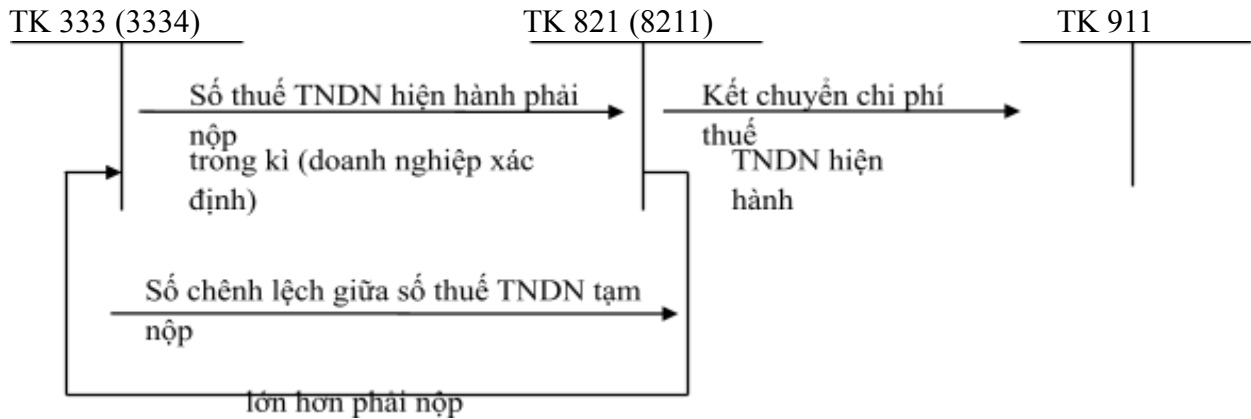 TK 333 (3334)
TK 821 (8211)
TK 911
Số thuế TNDN hiện hành phải
nộp
trong kì (doanh nghiệp xác
định)
Kết chuyển chi phí
thuế
TNDN hiện
hành
Số chênh lệch giữa số thuế TNDN tạm
nộp
lớn hơn phải nộp